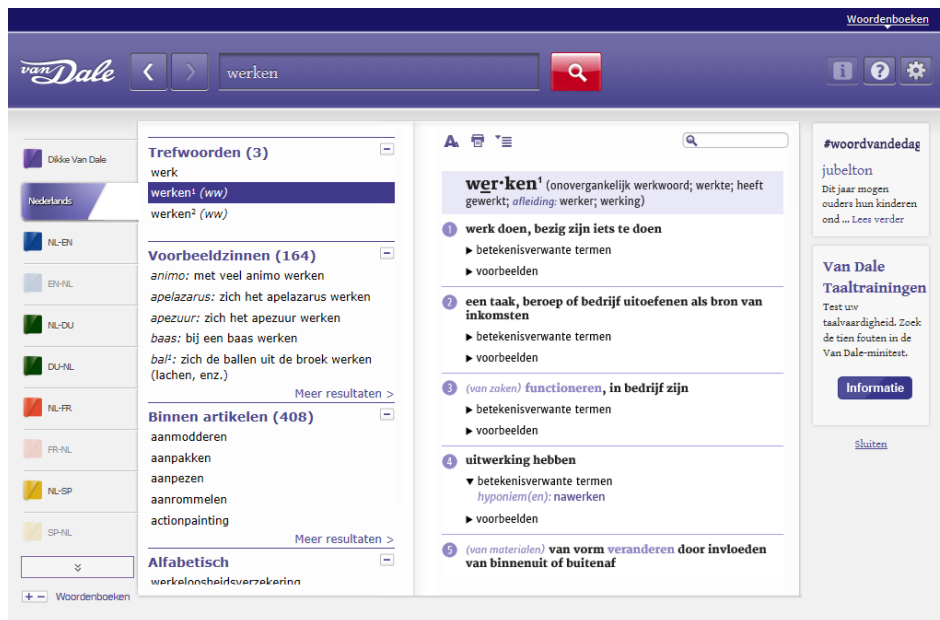 Woordenboeken
van Dale
werken
Dikke Van Dale
Nederlands
NL-EN
EN-NL
NL-DU
DU-NL
NL-FR
FR-NL
NL-SP
SP-NL
Woordenboeken
Trefwoorden (3)
werk
werken¹ (ww)
werken² (ww)
Voorbeeldzinnen (164)
animo: met veel animo werken
apelazarus: zich het apelazarus werken
apezuur: zich het apezuur werken
baas: bij een baas werken
bal¹: zich de ballen uit de broek werken
(lachen, enz.)
Meer resultaten >
Binnen artikelen (408)
aanmodderen
aanpakken
aanpezen
aanrommelen
actionpainting
Meer resultaten >
Alfabetisch
werkeloosheidsverzekering
wer·ken¹ (onovergankelijk werkwoord; werkte; heeft
gewerkt; afleiding: werker; werking)
1 werk doen, bezig zijn iets te doen
▶ betekenisverwante termen
▶ voorbeelden
2 een taak, beroep of bedrijf uitoefenen als bron van
inkomsten
▶ betekenisverwante termen
▶ voorbeelden
3 (van zaken) functioneren, in bedrijf zijn
▶ betekenisverwante termen
▶ voorbeelden
4 uitwerking hebben
▼ betekenisverwante termen
hyponiem(en): nawerken
▶ voorbeelden
5 (van materialen) van vorm veranderen door invloeden
van binnenuit of buitenaf
#woordvandedag
jubelton
Dit jaar mogen
ouders hun kinderen
ond ... Lees verder
Van Dale
Taaltrainingen
Test uw
taalvaardigheid. Zoek
de tien fouten in de
Van Dale-minitest.
Informatie
Sluiten